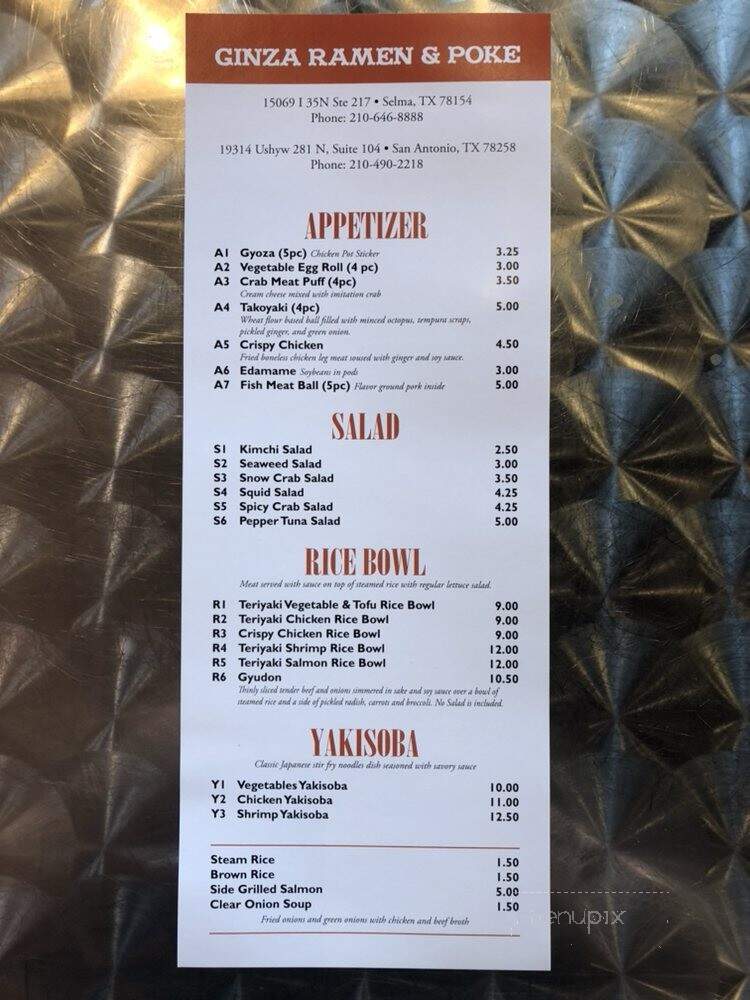 GINZA RAMEN & POKE
15069 I 35N Ste 217 • Selma, TX 78154
Phone: 210-646-8888
19314 Ushyw 281 N, Suite 104 • San Antonio, TX 78258
Phone: 210-490-2218
APPETIZER
A1 Gyoza (5pc) Chicken Pot Sticker 3.25
A2 Vegetable Egg Roll (4 pc) 3.00
A3 Crab Meat Puff (4pc) 3.50
Cream cheese mixed with imitation crab
A4 Takoyaki (4pc) 5.00
Wheat flour based ball filled with minced octopus, tempura scraps,
pickled ginger, and green onion.
A5 Crispy Chicken 4.50
Fried boneless chicken leg meat soused with ginger and soy sauce.
A6 Edamame Soybeans in pods 3.00
A7 Fish Meat Ball (5pc) Flavor ground pork inside 5.00
SALAD
S1 Kimchi Salad 2.50
S2 Seaweed Salad 3.00
S3 Snow Crab Salad 3.50
S4 Squid Salad 4.25
S5 Spicy Crab Salad 4.25
S6 Pepper Tuna Salad 5.00
RICE BOWL
Meat served with sauce on top of steamed rice with regular lettuce salad.
R1 Teriyaki Vegetable & Tofu Rice Bowl 9.00
R2 Teriyaki Chicken Rice Bowl 9.00
R3 Crispy Chicken Rice Bowl 9.00
R4 Teriyaki Shrimp Rice Bowl 12.00
R5 Teriyaki Salmon Rice Bowl 12.00
R6 Gyudon 10.50
Thinly sliced tender beef and onions simmered in sake and soy sauce over a bowl of
steamed rice and a side of pickled radish, carrots and broccoli. No Salad is included.
YAKISOBA
Classic Japanese stir fry noodles dish seasoned with savory sauce
Y1 Vegetables Yakisoba 10.00
Y2 Chicken Yakisoba 11.00
Y3 Shrimp Yakisoba 12.50
Steam Rice 1.50
Brown Rice 1.50
Side Grilled Salmon 5.00
Clear Onion Soup 1.50
Fried onions and green onions with chicken and beef broth
menupix